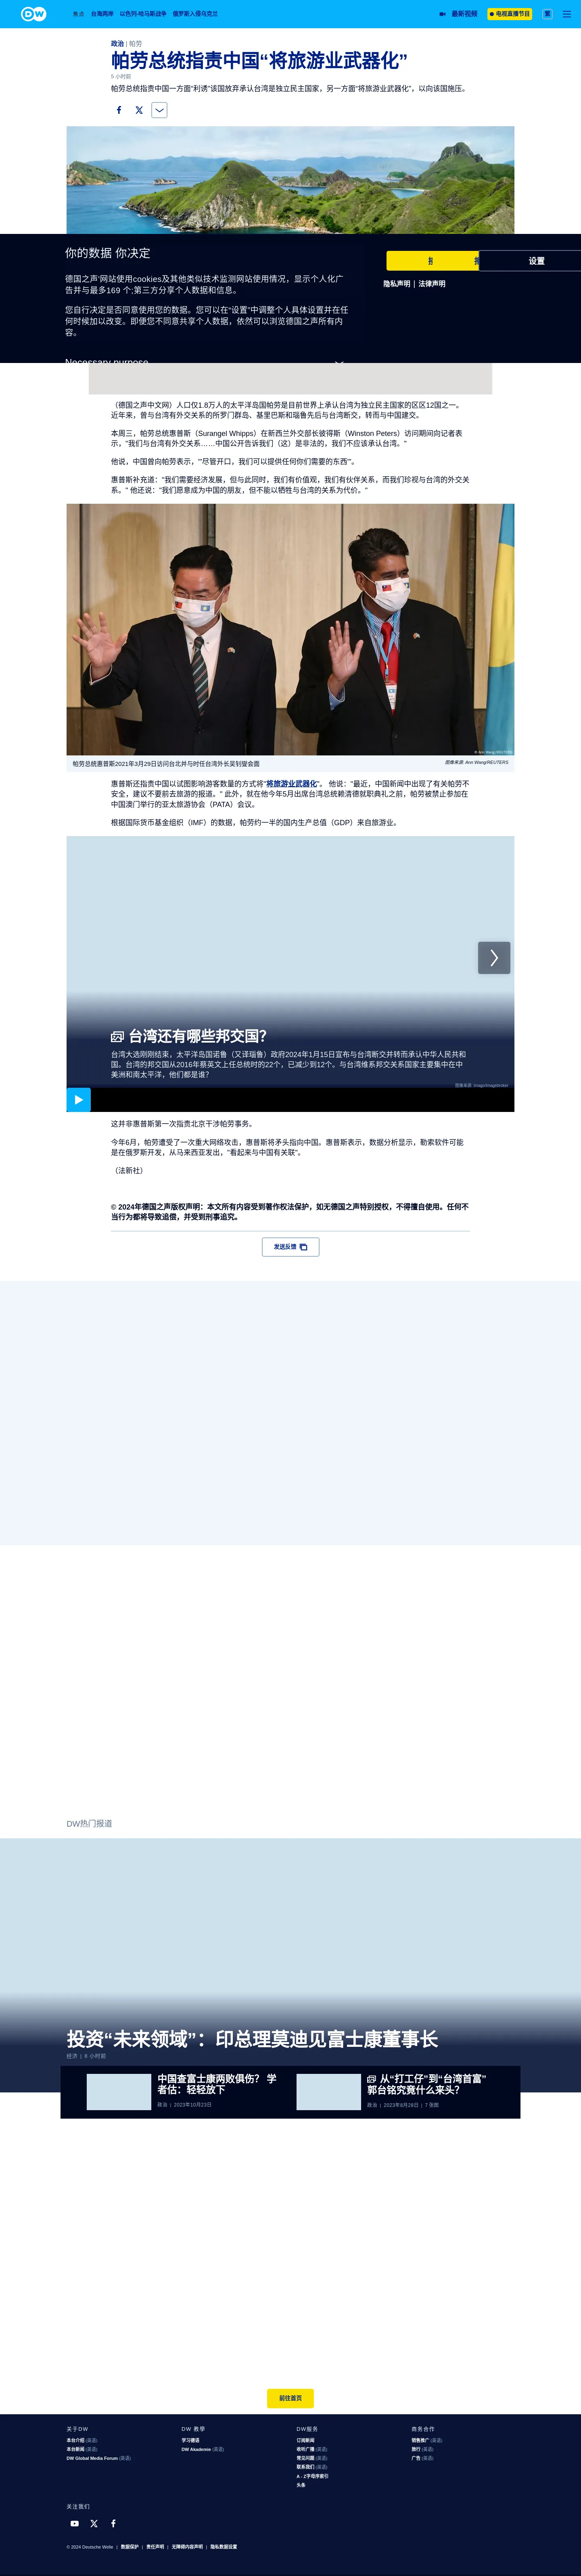 DW
焦点 台海两岸 以色列-哈马斯战争 俄罗斯入侵乌克兰
最新视频
电视直播节目
繁
政治 | 帕劳
帕劳总统指责中国“将旅游业武器化”
5 小时前
帕劳总统指责中国一方面“利诱”该国放弃承认台湾是独立民主国家，另一方面“将旅游业武器化”，以向该国施压。
你的数据 你决定
德国之声'网站使用cookies及其他类似技术监测网站使用情况，显示个人化广
告并与最多169 个;第三方分享个人数据和信息。
您自行决定是否同意使用您的数据。您可以在“设置”中调整个人具体设置并在任
何时候加以改变。即便您不同意共享个人数据，依然可以浏览德国之声所有内
容。
设置
隐私声明 | 法律声明
Necessary purpose
（德国之声中文网）人口仅1.8万人的太平洋岛国帕劳是目前世界上承认台湾为独立民主国家的区区12国之一。
近年来，曾与台湾有外交关系的所罗门群岛、基里巴斯和瑙鲁先后与台湾断交，转而与中国建交。
本周三，帕劳总统惠普斯（Surangel Whipps）在新西兰外交部长彼得斯（Winston Peters）访问期间向记者表
示，"我们与台湾有外交关系……中国公开告诉我们（这）是非法的，我们不应该承认台湾。"
他说，中国曾向帕劳表示，"'尽管开口，我们可以提供任何你们需要的东西'"。
惠普斯补充道："我们需要经济发展，但与此同时，我们有价值观，我们有伙伴关系，而我们珍视与台湾的外交关
系。" 他还说："我们愿意成为中国的朋友，但不能以牺牲与台湾的关系为代价。"
© Ann Wang/REUTERS
帕劳总统惠普斯2021年3月29日访问台北并与时任台湾外长吴钊燮会面
图像来源: Ann Wang/REUTERS
惠普斯还指责中国以试图影响游客数量的方式将"将旅游业武器化"。 他说："最近，中国新闻中出现了有关帕劳不
安全，建议不要前去旅游的报道。" 此外，就在他今年5月出席台湾总统赖清德就职典礼之前，帕劳被禁止参加在
中国澳门举行的亚太旅游协会（PATA）会议。
根据国际货币基金组织（IMF）的数据，帕劳约一半的国内生产总值（GDP）来自旅游业。
台湾还有哪些邦交国？
台湾大选刚刚结束，太平洋岛国诺鲁（又译瑙鲁）政府2024年1月15日宣布与台湾断交并转而承认中华人民共和
国。台湾的邦交国从2016年蔡英文上任总统时的22个，已减少到12个。与台湾维系邦交关系国家主要集中在中
美洲和南太平洋，他们都是谁？
图像来源: Imago/imagebroker
这并非惠普斯第一次指责北京干涉帕劳事务。
今年6月，帕劳遭受了一次重大网络攻击，惠普斯将矛头指向中国。惠普斯表示，数据分析显示，勒索软件可能
是在俄罗斯开发，从马来西亚发出，"看起来与中国有关联"。
（法新社）
© 2024年德国之声版权声明：本文所有内容受到著作权法保护，如无德国之声特别授权，不得擅自使用。任何不
当行为都将导致追偿，并受到刑事追究。
发送反馈
DW热门报道
投资“未来领域”：印总理莫迪见富士康董事长
经济 | 8 小时前
中国查富士康两败俱伤？ 学
者估：轻轻放下
政治 | 2023年10月23日
从“打工仔”到“台湾首富”
郭台铭究竟什么来头？
政治 | 2023年8月28日 | 7 张图
前往首页
关于DW
本台介绍 (英语)
本台新闻 (英语)
DW Global Media Forum (英语)
DW 教学
学习德语
DW Akademie (英语)
DW服务
订阅新闻
收听广播 (英语)
常见问题 (英语)
联系我们 (英语)
A - Z字母序索引
头条
商务合作
销售推广 (英语)
旅行 (英语)
广告 (英语)
关注我们
© 2024 Deutsche Welle | 数据保护 | 责任声明 | 无障碍内容声明 | 隐私数据设置